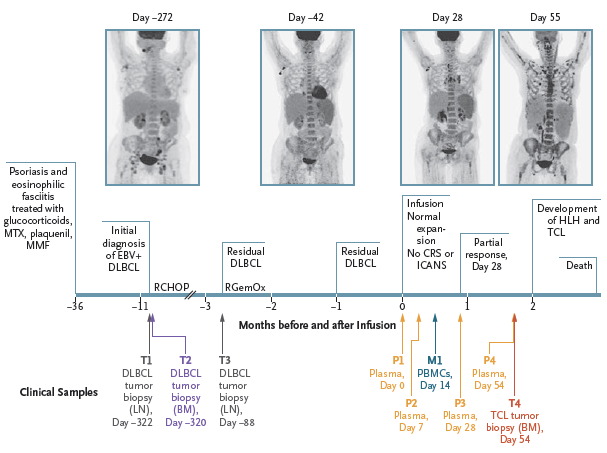 Day –272
Day –42
Day 28
Day 55
Psoriasis and
eosinophilic
fasciitis
treated with
glucocorticoids,
MTX, plaquenil,
MMF
Initial
diagnosis
of EBV+
DLBCL
RCHOP
Residual
DLBCL
RGemOx
Residual
DLBCL
Infusion
Normal
expan-
sion
No CRS or
ICANS
Partial
response,
Day 28
Development
of HLH and
TCL
Death
–36
–11
–3
–2
–1
0
1
2
Months before and after Infusion
Clinical Samples
T1
DLBCL
tumor
biopsy
(LN),
Day –322
T2
DLBCL
tumor
biopsy
(BM),
Day –320
T3
DLBCL
tumor
biopsy
(LN),
Day –88
P1
Plasma,
Day 0
P2
Plasma,
Day 7
M1
PBMCs,
Day 14
P3
Plasma,
Day 28
P4
Plasma,
Day 54
T4
TCL tumor
biopsy (BM),
Day 54